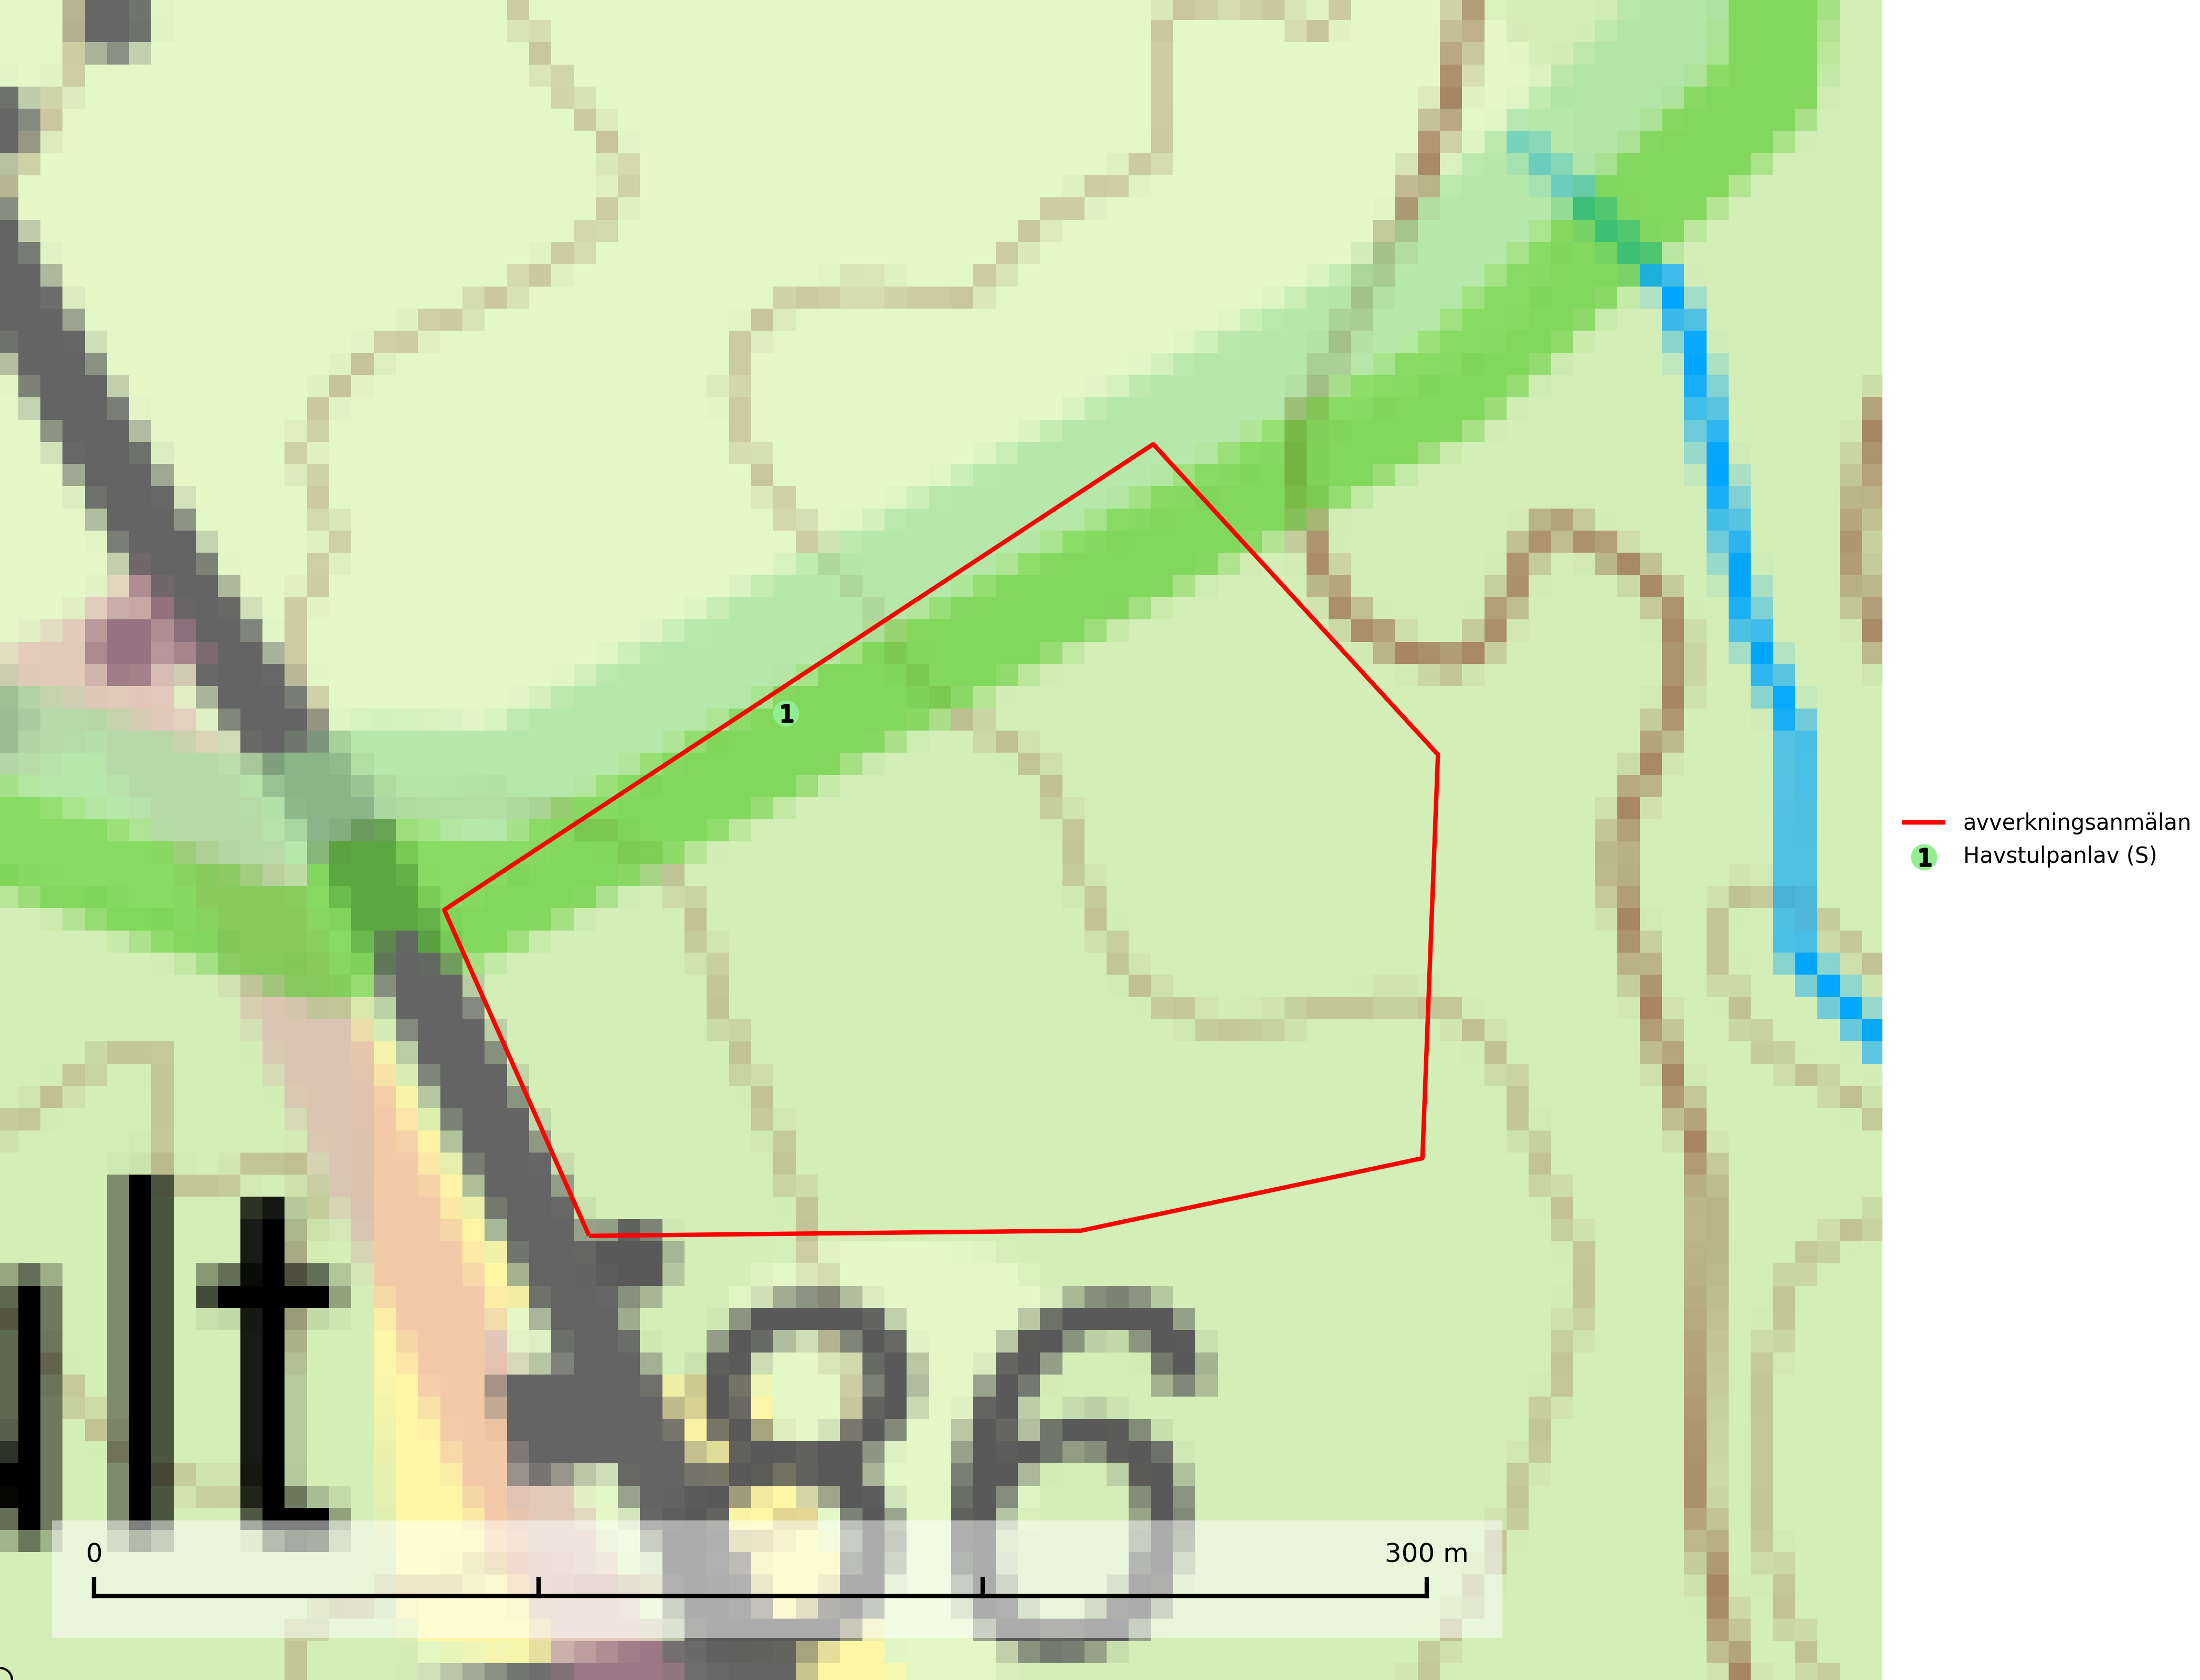 1
avverkningsanmälan
1 Havstulpanlav (S)
lt
86
0 300 m